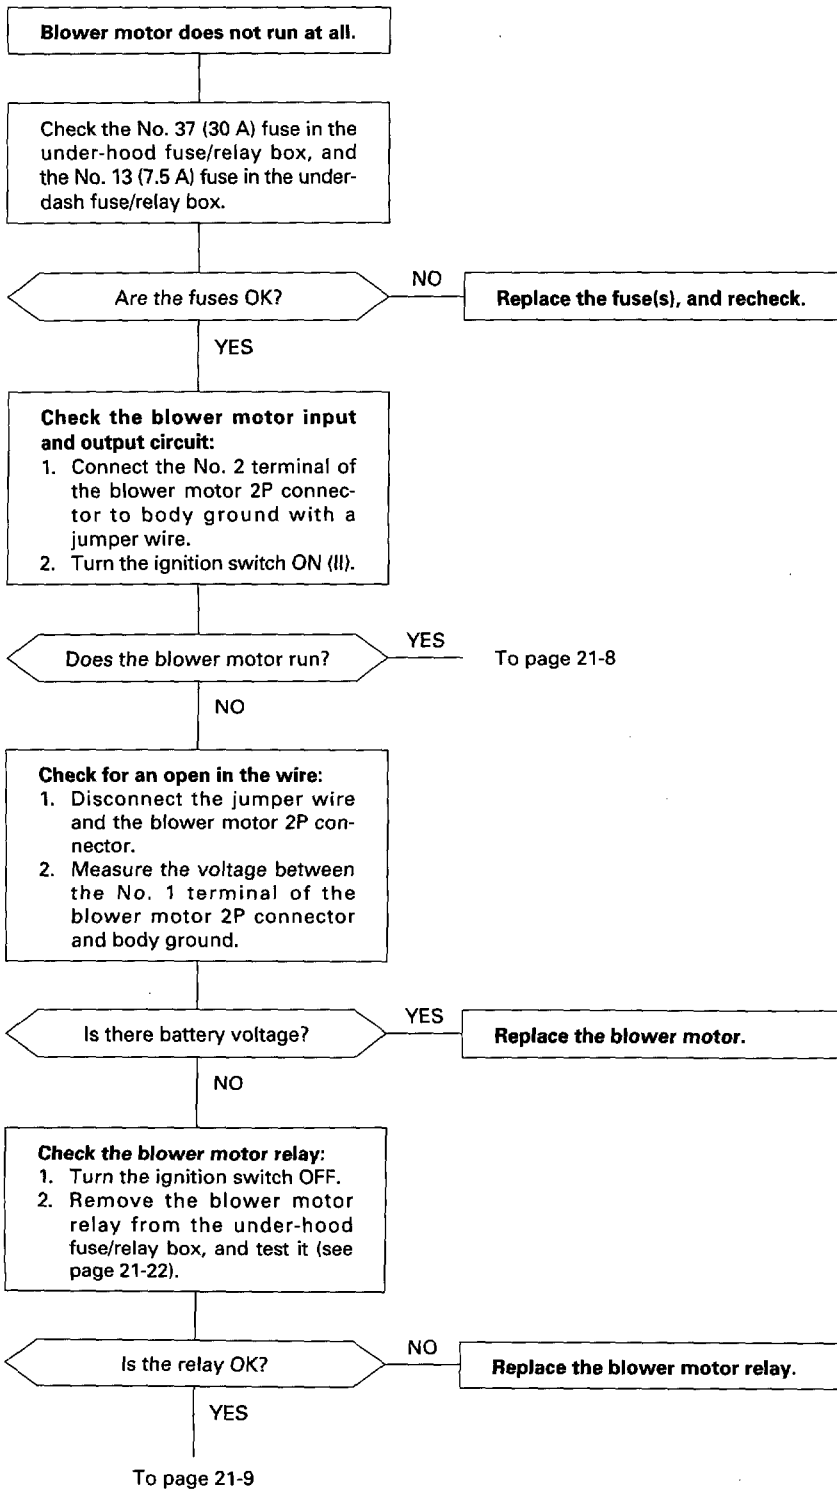 Blower motor does not run at all.
Check the No. 37 (30 A) fuse in the
under-hood fuse/relay box, and
the No. 13 (7.5 A) fuse in the under-
dash fuse/relay box.
Are the fuses OK?
NO
Replace the fuse(s), and recheck.
YES
Check the blower motor input
and output circuit:
1. Connect the No. 2 terminal of
the blower motor 2P connec-
tor to body ground with a
jumper wire.
2. Turn the ignition switch ON (II).
Does the blower motor run?
YES
To page 21-8
NO
Check for an open in the wire:
1. Disconnect the jumper wire
and the blower motor 2P con-
nector.
2. Measure the voltage between
the No. 1 terminal of the
blower motor 2P connector
and body ground.
Is there battery voltage?
YES
Replace the blower motor.
NO
Check the blower motor relay:
1. Turn the ignition switch OFF.
2. Remove the blower motor
relay from the under-hood
fuse/relay box, and test it (see
page 21-22).
Is the relay OK?
NO
Replace the blower motor relay.
YES
To page 21-9